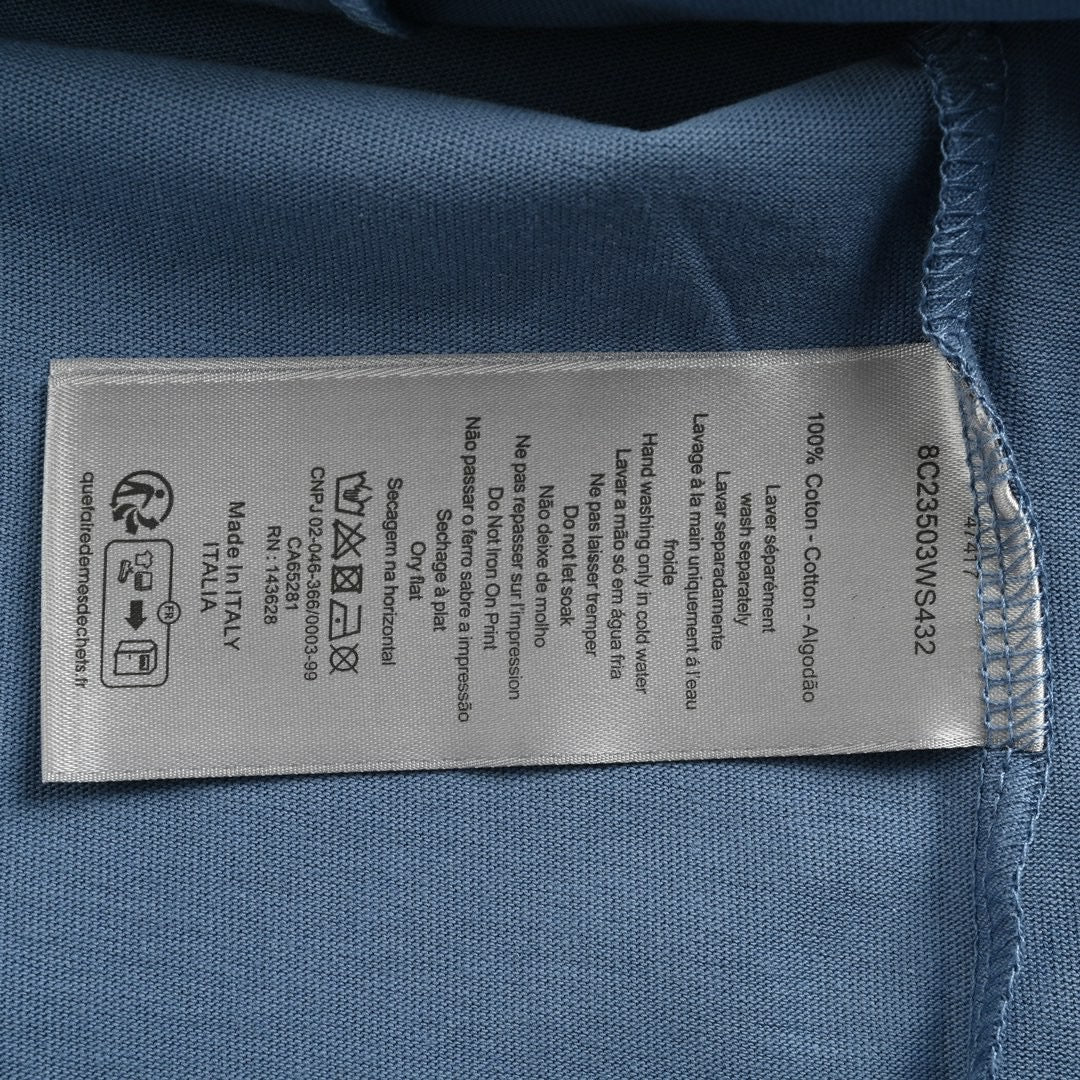 47417
8C23503WS432
100% Coton - Cotton - Algodão
Laver séparément
wash separately
Lavar separadamente
Lavage à la main uniquement á l'eau
froide
Hand washing only in cold water
Lavar a mão só em água fria
Ne pas laisser tremper
Do not let soak
Não deixe de molho
Ne pas repasser sur l'impression
Do Not Iron On Print
Não passar o ferro sabre a impressão
Sechage à plat
Ory flat
Secagem na horizontal
CNPJ 02-046-366/0003-99
CA65281
RN: 143628
Made In ITALY
ITALIA
FR
quefairedemesdechets.fr